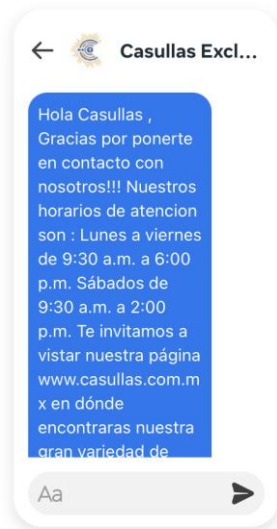 Casullas Excl...
Hola Casullas ,
Gracias por ponerte
en contacto con
nosotros!!! Nuestros
horarios de atencion
son : Lunes a viernes
de 9:30 a.m. a 6:00
p.m. Sábados de
9:30 a.m. a 2:00
p.m. Te invitamos a
vistar nuestra página
www.casullas.com.m
x en dónde
encontraras nuestra
gran variedad de
Aa